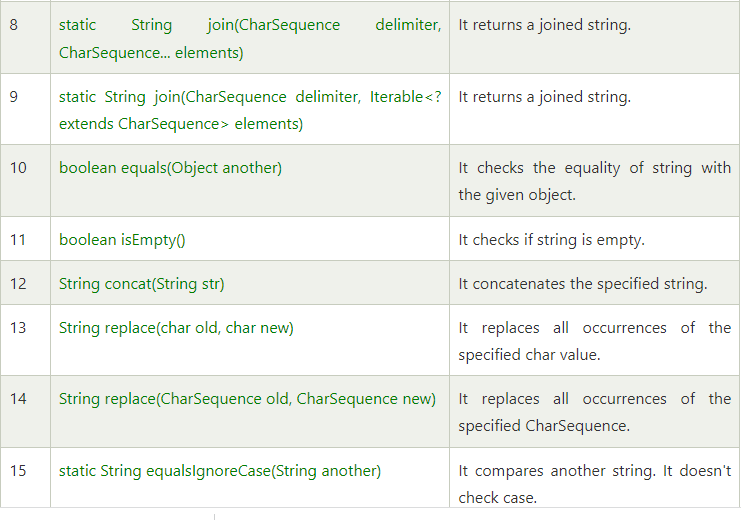 8 static String join(CharSequence delimiter, It returns a joined string.
CharSequence... elements)
9 static String join(CharSequence delimiter, Iterable<? It returns a joined string.
extends CharSequence> elements)
10 boolean equals(Object another) It checks the equality of string with
the given object.
11 boolean isEmpty() It checks if string is empty.
12 String concat(String str) It concatenates the specified string.
13 String replace(char old, char new) It replaces all occurrences of the
specified char value.
14 String replace(CharSequence old, CharSequence new) It replaces all occurrences of the
specified CharSequence.
15 static String equalsIgnoreCase(String another) It compares another string. It doesn't
check case.